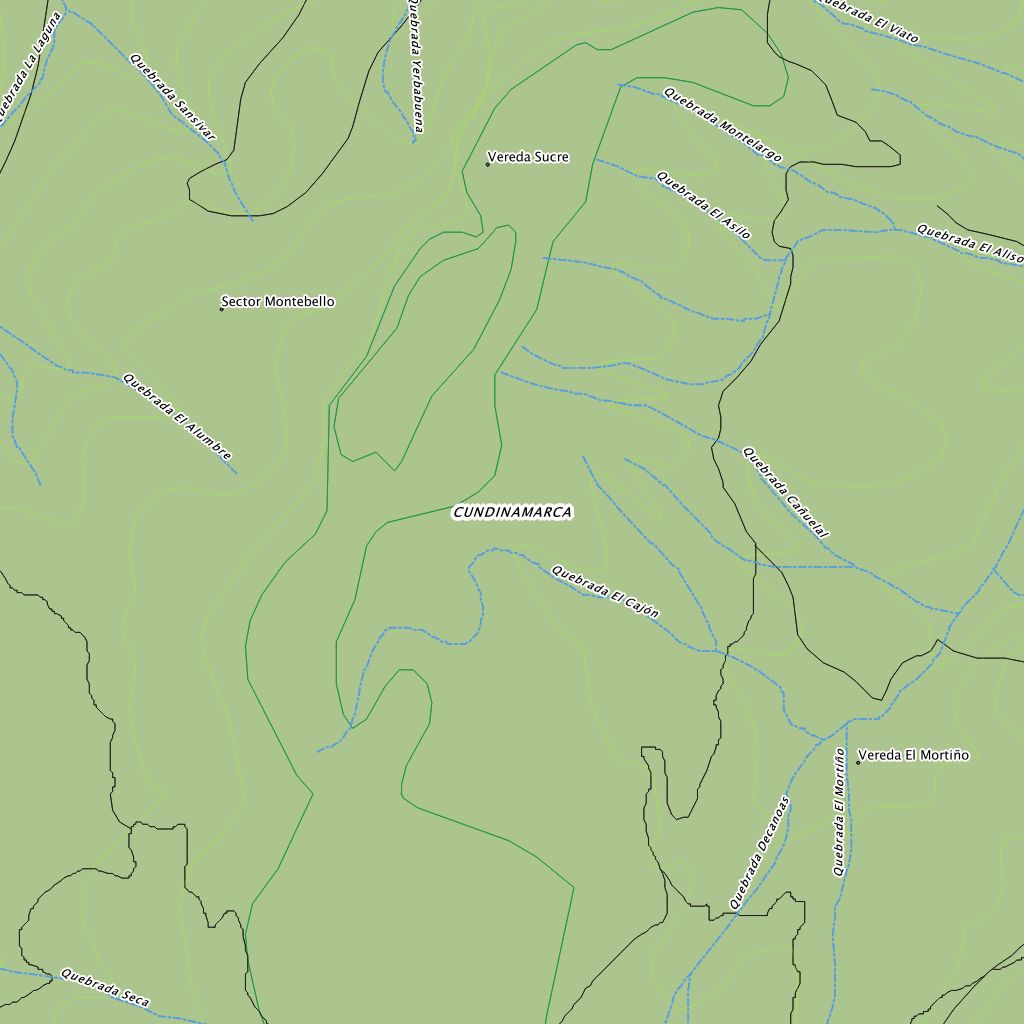 Quebrada El Viato
Quebrada La Laguna
Quebrada Sansivar
Quebrada Yerbabuena
Quebrada Montelargo
Vereda Sucre
Quebrada El Asilo
Quebrada El Aliso
Sector Montebello
Quebrada El Alumbre
Quebrada Cañuelal
CUNDINAMARCA
Quebrada El Cajón
Vereda El Mortiño
Quebrada El Mortiño
Quebrada Decanoas
Quebrada Seca